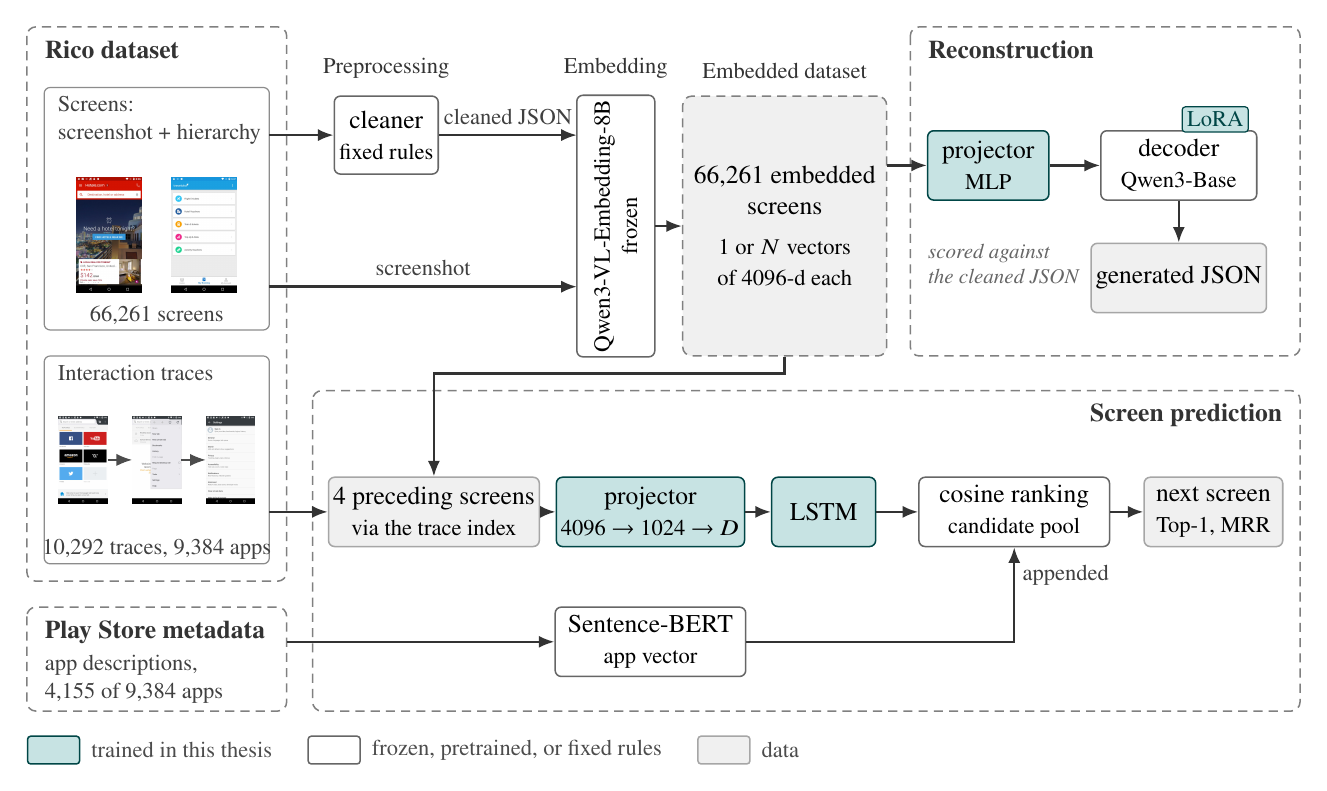 Rico dataset
Screens:
screenshot + hierarchy
Need a hotel tonight?
$142
66,261 screens
Interaction traces
10,292 traces, 9,384 apps
Play Store metadata
app descriptions,
4,155 of 9,384 apps
Preprocessing
cleaner
fixed rules
cleaned JSON
screenshot
Embedding
Qwen3-VL-Embedding-8B
frozen
Embedded dataset
66,261 embedded
screens
1 or N vectors
of 4096-d each
Reconstruction
projector
MLP
LoRA
decoder
Qwen3-Base
scored against
the cleaned JSON
generated JSON
Screen prediction
4 preceding screens
via the trace index
projector
4096 → 1024 → D
LSTM
cosine ranking
candidate pool
next screen
Top-1, MRR
appended
Sentence-BERT
app vector
trained in this thesis
frozen, pretrained, or fixed rules
data